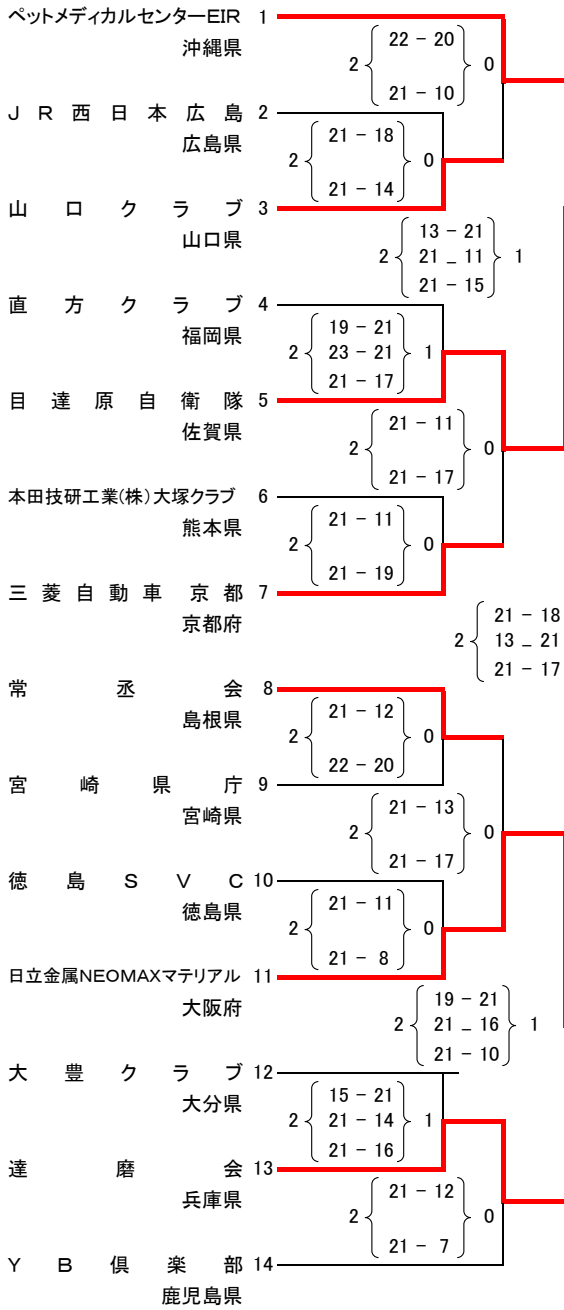 ペットメディカルセンターEIR 1
沖縄県
2 22 − 20 0
21 − 10
J R 西 日 本 広 島 2
広島県
2 21 − 18 0
21 − 14
山 口 ク ラ ブ 3
山口県
13 − 21
2 21 _ 11 1
21 − 15
直 方 ク ラ ブ 4
福岡県
19 − 21
2 23 − 21 1
21 − 17
目 達 原 自 衛 隊 5
佐賀県
2 21 − 11 0
21 − 17
本田技研工業(株)大塚クラブ 6
熊本県
2 21 − 11 0
21 − 19
三 菱 自 動 車 京 都 7
京都府
21 − 18
2 13 _ 21
21 − 17
常 丞 会 8
島根県
2 21 − 12 0
22 − 20
宮 崎 県 庁 9
宮崎県
2 21 − 13 0
21 − 17
徳 島 S V C 10
徳島県
2 21 − 11 0
21 − 8
日立金属NEOMAXマテリアル 11
大阪府
19 − 21
2 21 _ 16 1
21 − 10
大 豊 ク ラ ブ 12
大分県
15 − 21
2 21 − 14 1
21 − 16
達 磨 会 13
兵庫県
2 21 − 12 0
21 − 7
Y B 倶 楽 部 14
鹿児島県